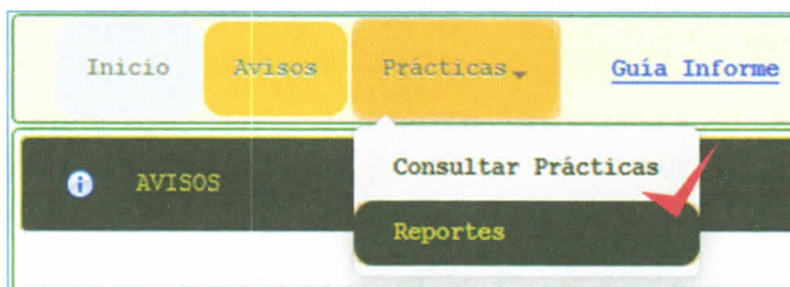 Inicio Avisos Prácticas Guía Informe
Consultar Prácticas
AVISOS
Reportes